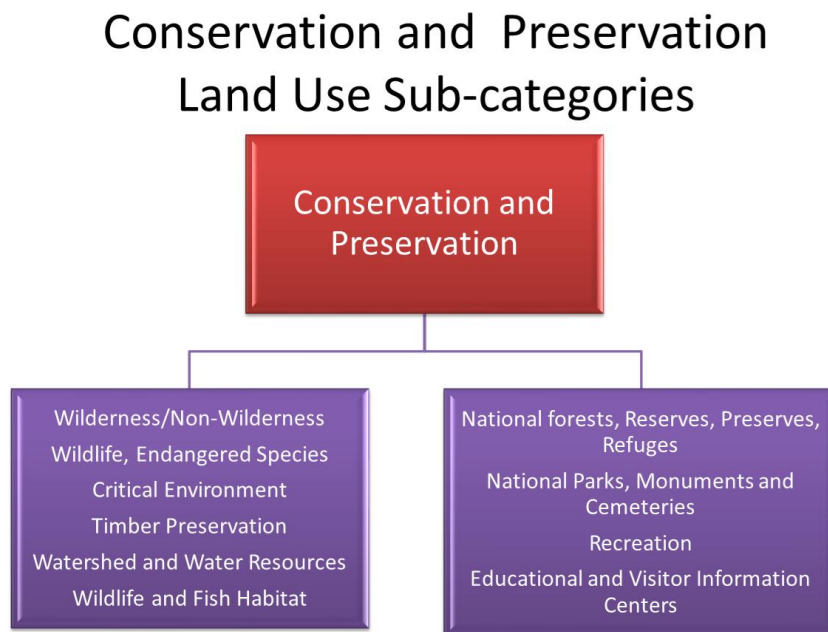 Conservation and Preservation
Land Use Sub-categories
Conservation and
Preservation
Wilderness/Non-Wilderness
Wildlife, Endangered Species
Critical Environment
Timber Preservation
Watershed and Water Resources
Wildlife and Fish Habitat
National forests, Reserves, Preserves,
Refuges
National Parks, Monuments and
Cemeteries
Recreation
Educational and Visitor Information
Centers